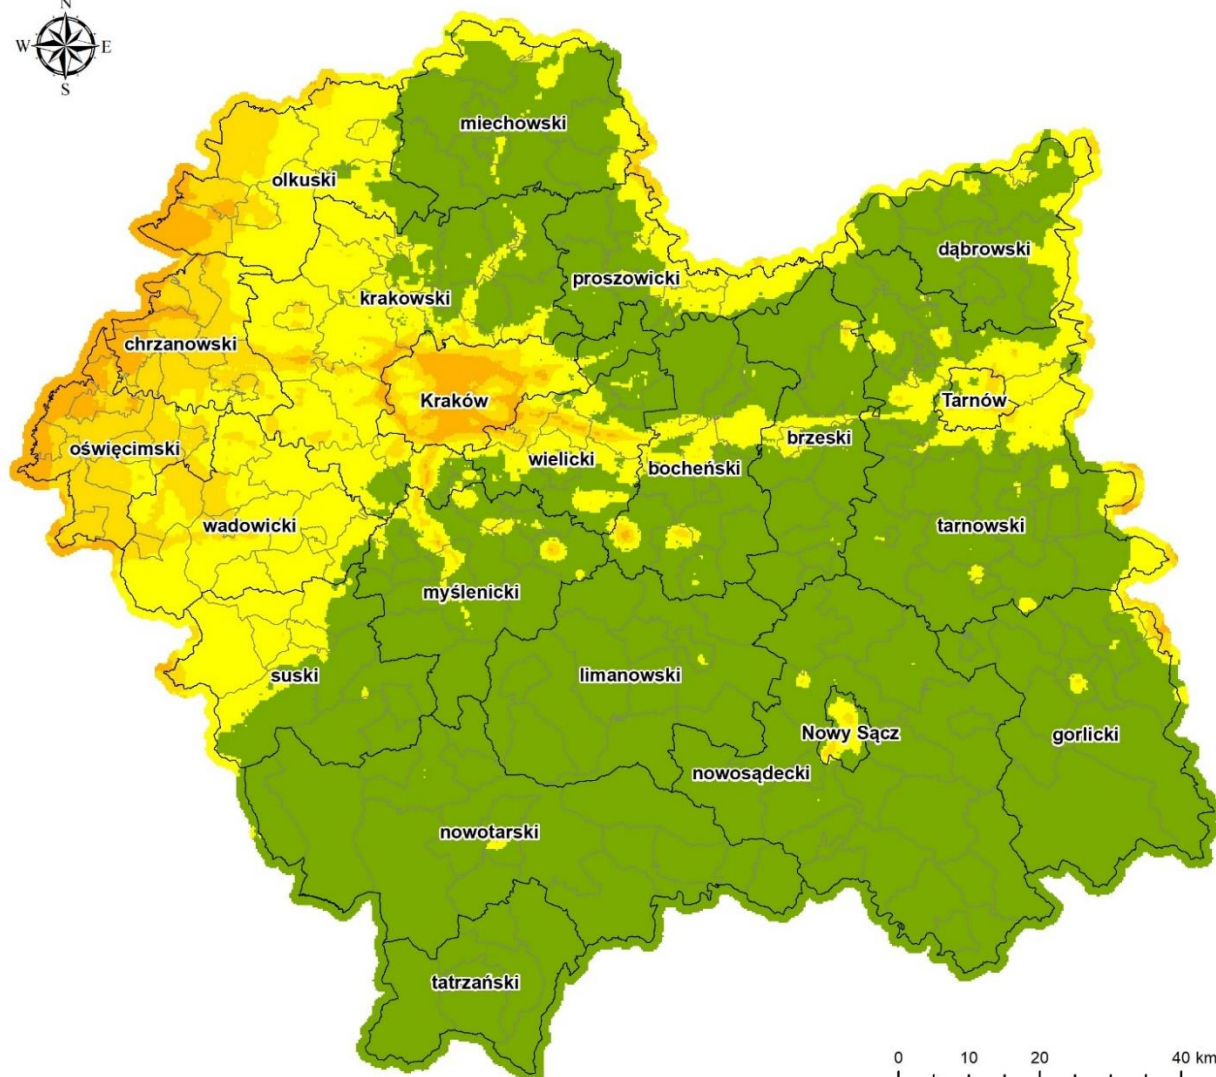 N
W E
S
miechowski
olkuski
dąbrowski
proszowicki
krakowski
chrzanowski
Kraków
Tarnów
brzeski
oświęcimski
wielicki
bocheński
wadowicki
tarnowski
myślenicki
suski
limanowski
Nowy Sącz
gorlicki
nowosądecki
nowotarski
tatrzański
0 10 20 40 km